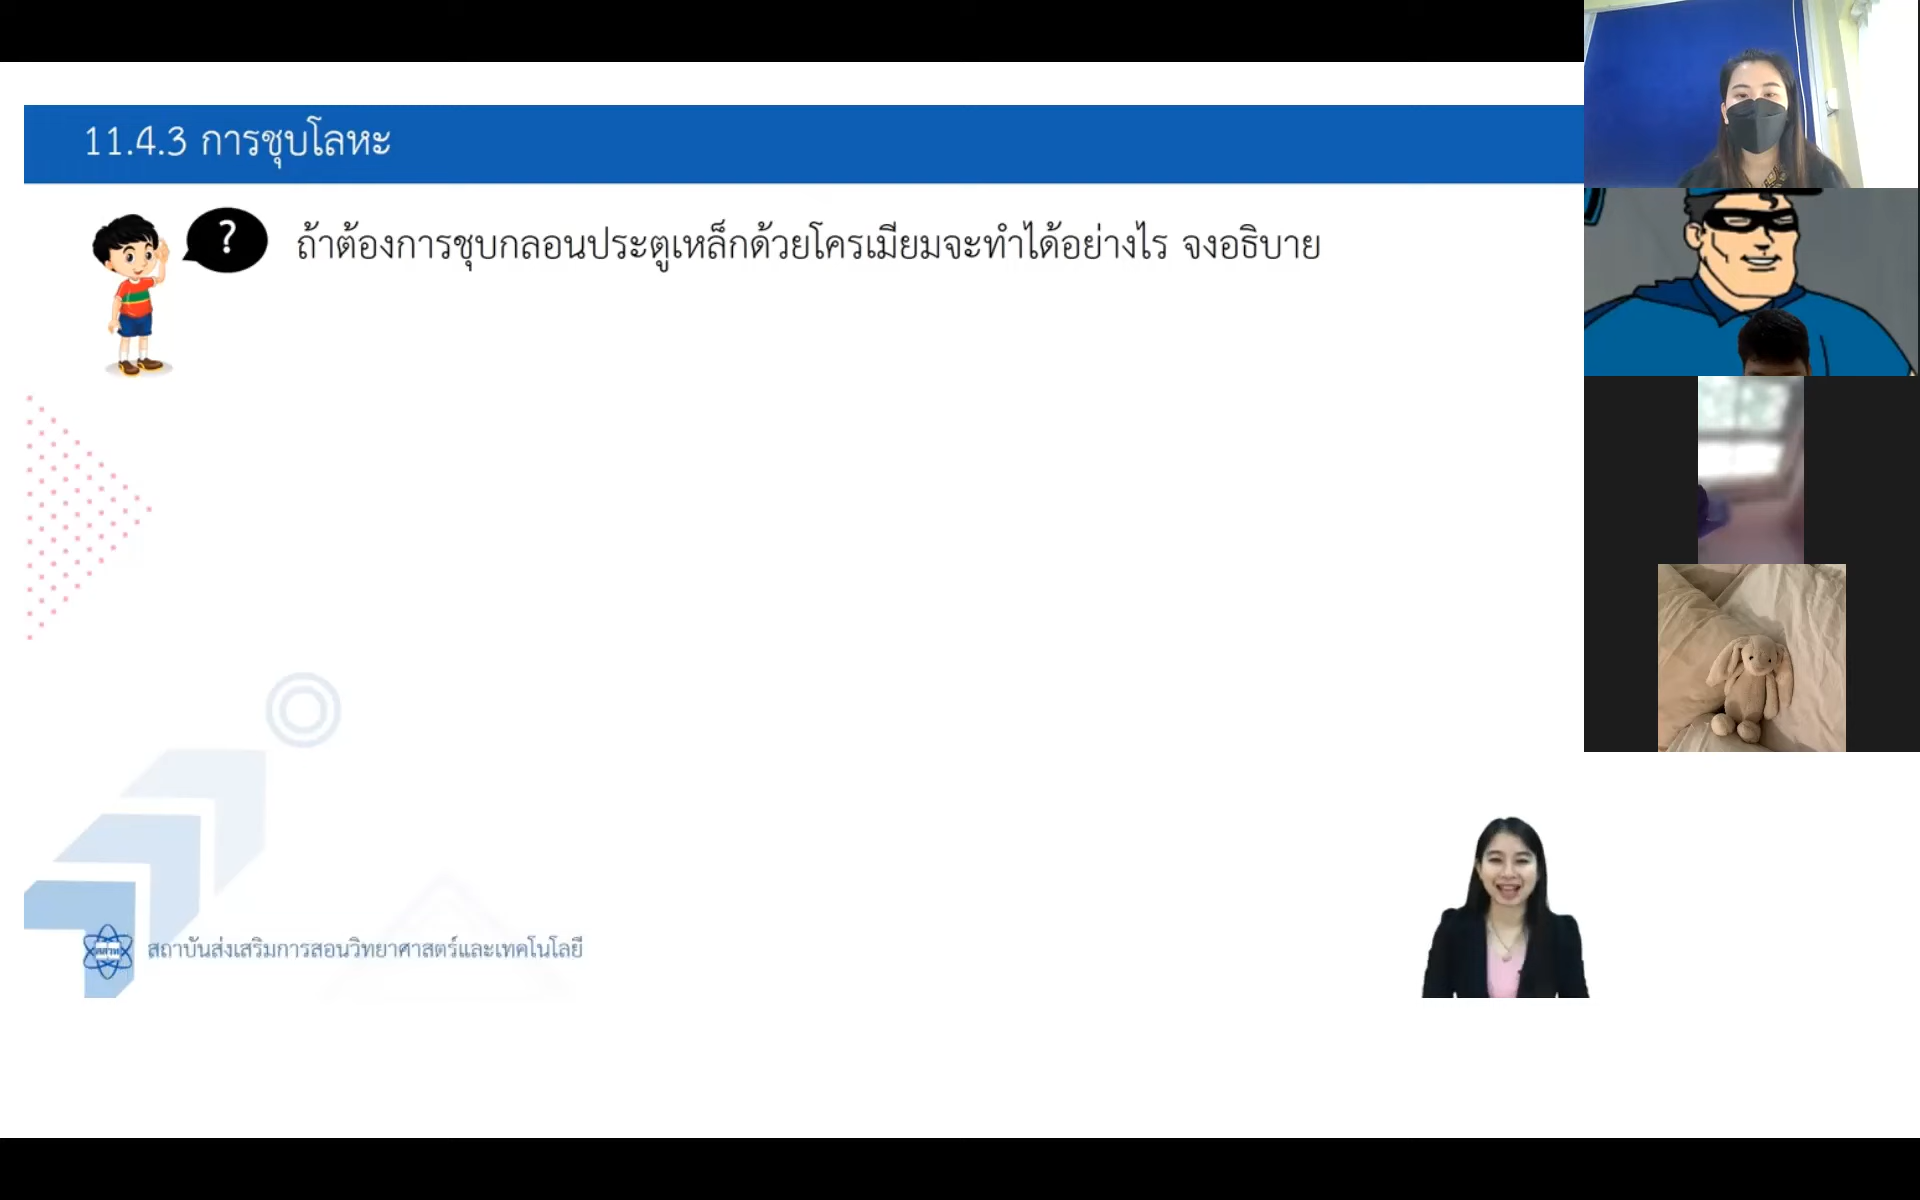 11.4.3 การชุบโลหะ
?
ถ้าต้องการชุบกลอนประตูเหล็กด้วยโครเมียมจะทำได้อย่างไร จงอธิบาย
สถาบันส่งเสริมการสอนวิทยาศาสตร์และเทคโนโลยี